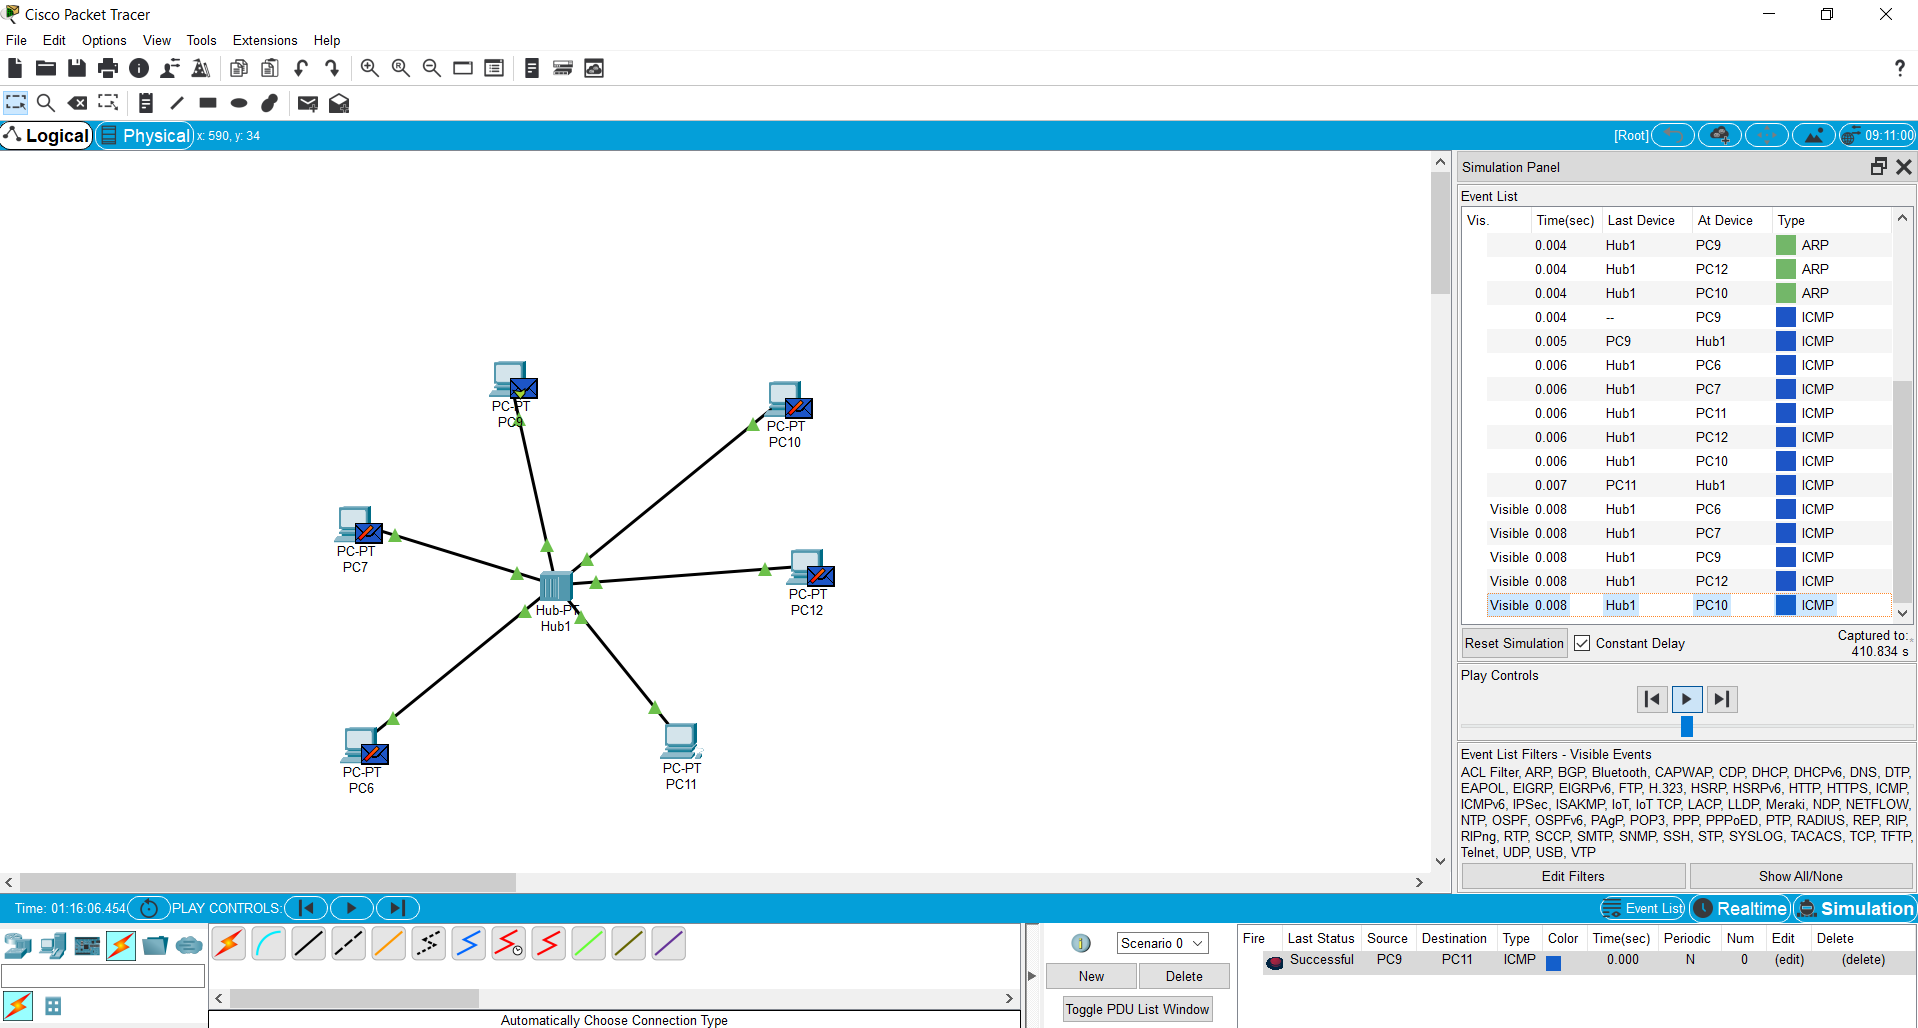 Cisco Packet Tracer
File Edit Options View Tools Extensions Help
?
Logical Physical x: 590, y: 34 [Root] 09:11:00
Simulation Panel
Event List
Vis. Time(sec) Last Device At Device Type
0.004 Hub1 PC9 ARP
0.004 Hub1 PC12 ARP
0.004 Hub1 PC10 ARP
0.004 -- PC9 ICMP
0.005 PC9 Hub1 ICMP
0.006 Hub1 PC6 ICMP
0.006 Hub1 PC7 ICMP
0.006 Hub1 PC11 ICMP
0.006 Hub1 PC12 ICMP
0.006 Hub1 PC10 ICMP
0.007 PC11 Hub1 ICMP
Visible 0.008 Hub1 PC6 ICMP
Visible 0.008 Hub1 PC7 ICMP
Visible 0.008 Hub1 PC9 ICMP
Visible 0.008 Hub1 PC12 ICMP
Visible 0.008 Hub1 PC10 ICMP
Reset Simulation Constant Delay Captured to:
410.834 s
Play Controls
Event List Filters - Visible Events
ACL Filter, ARP, BGP, Bluetooth, CAPWAP, CDP, DHCP, DHCPv6, DNS, DTP,
EAPOL, EIGRP, EIGRPv6, FTP, H.323, HSRP, HSRPv6, HTTP, HTTPS, ICMP,
ICMPv6, IPSec, ISAKMP, IoT, IoT TCP, LACP, LLDP, Meraki, NDP, NETFLOW,
NTP, OSPF, OSPFv6, PAgP, POP3, PPP, PPPoED, PTP, RADIUS, REP, RIP,
RIPng, RTP, SCCP, SMTP, SNMP, SSH, STP, SYSLOG, TACACS, TCP, TFTP,
Telnet, UDP, USB, VTP
Edit Filters Show All/None
PC-PT
PC9
PC-PT
PC10
PC-PT
PC7
PC-PT
PC12
Hub-PT
Hub1
PC-PT
PC6
PC-PT
PC11
Time: 01:16:06.454 PLAY CONTROLS: Event List Realtime Simulation
Scenario 0
New Delete
Toggle PDU List Window
Fire Last Status Source Destination Type Color Time(sec) Periodic Num Edit Delete
Successful PC9 PC11 ICMP 0.000 N 0 (edit) (delete)
Automatically Choose Connection Type